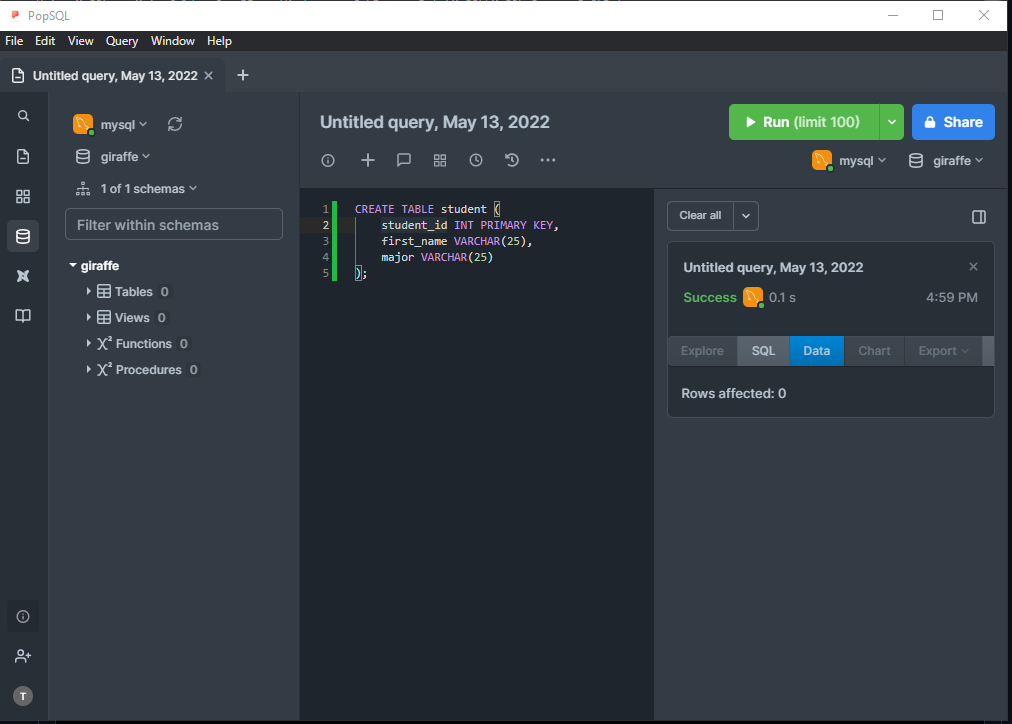 PopSQL
File Edit View Query Window Help
Untitled query, May 13, 2022
mysql
giraffe
1 of 1 schemas
Filter within schemas
giraffe
Tables 0
Views 0
Functions 0
Procedures 0
T
Untitled query, May 13, 2022
Run (limit 100)
Share
mysql
giraffe
1 CREATE TABLE student (
2 student_id INT PRIMARY KEY,
3 first_name VARCHAR(25),
4 major VARCHAR(25)
5 );
Clear all
Untitled query, May 13, 2022
Success 0.1 s 4:59 PM
Explore SQL Data Chart Export
Rows affected: 0